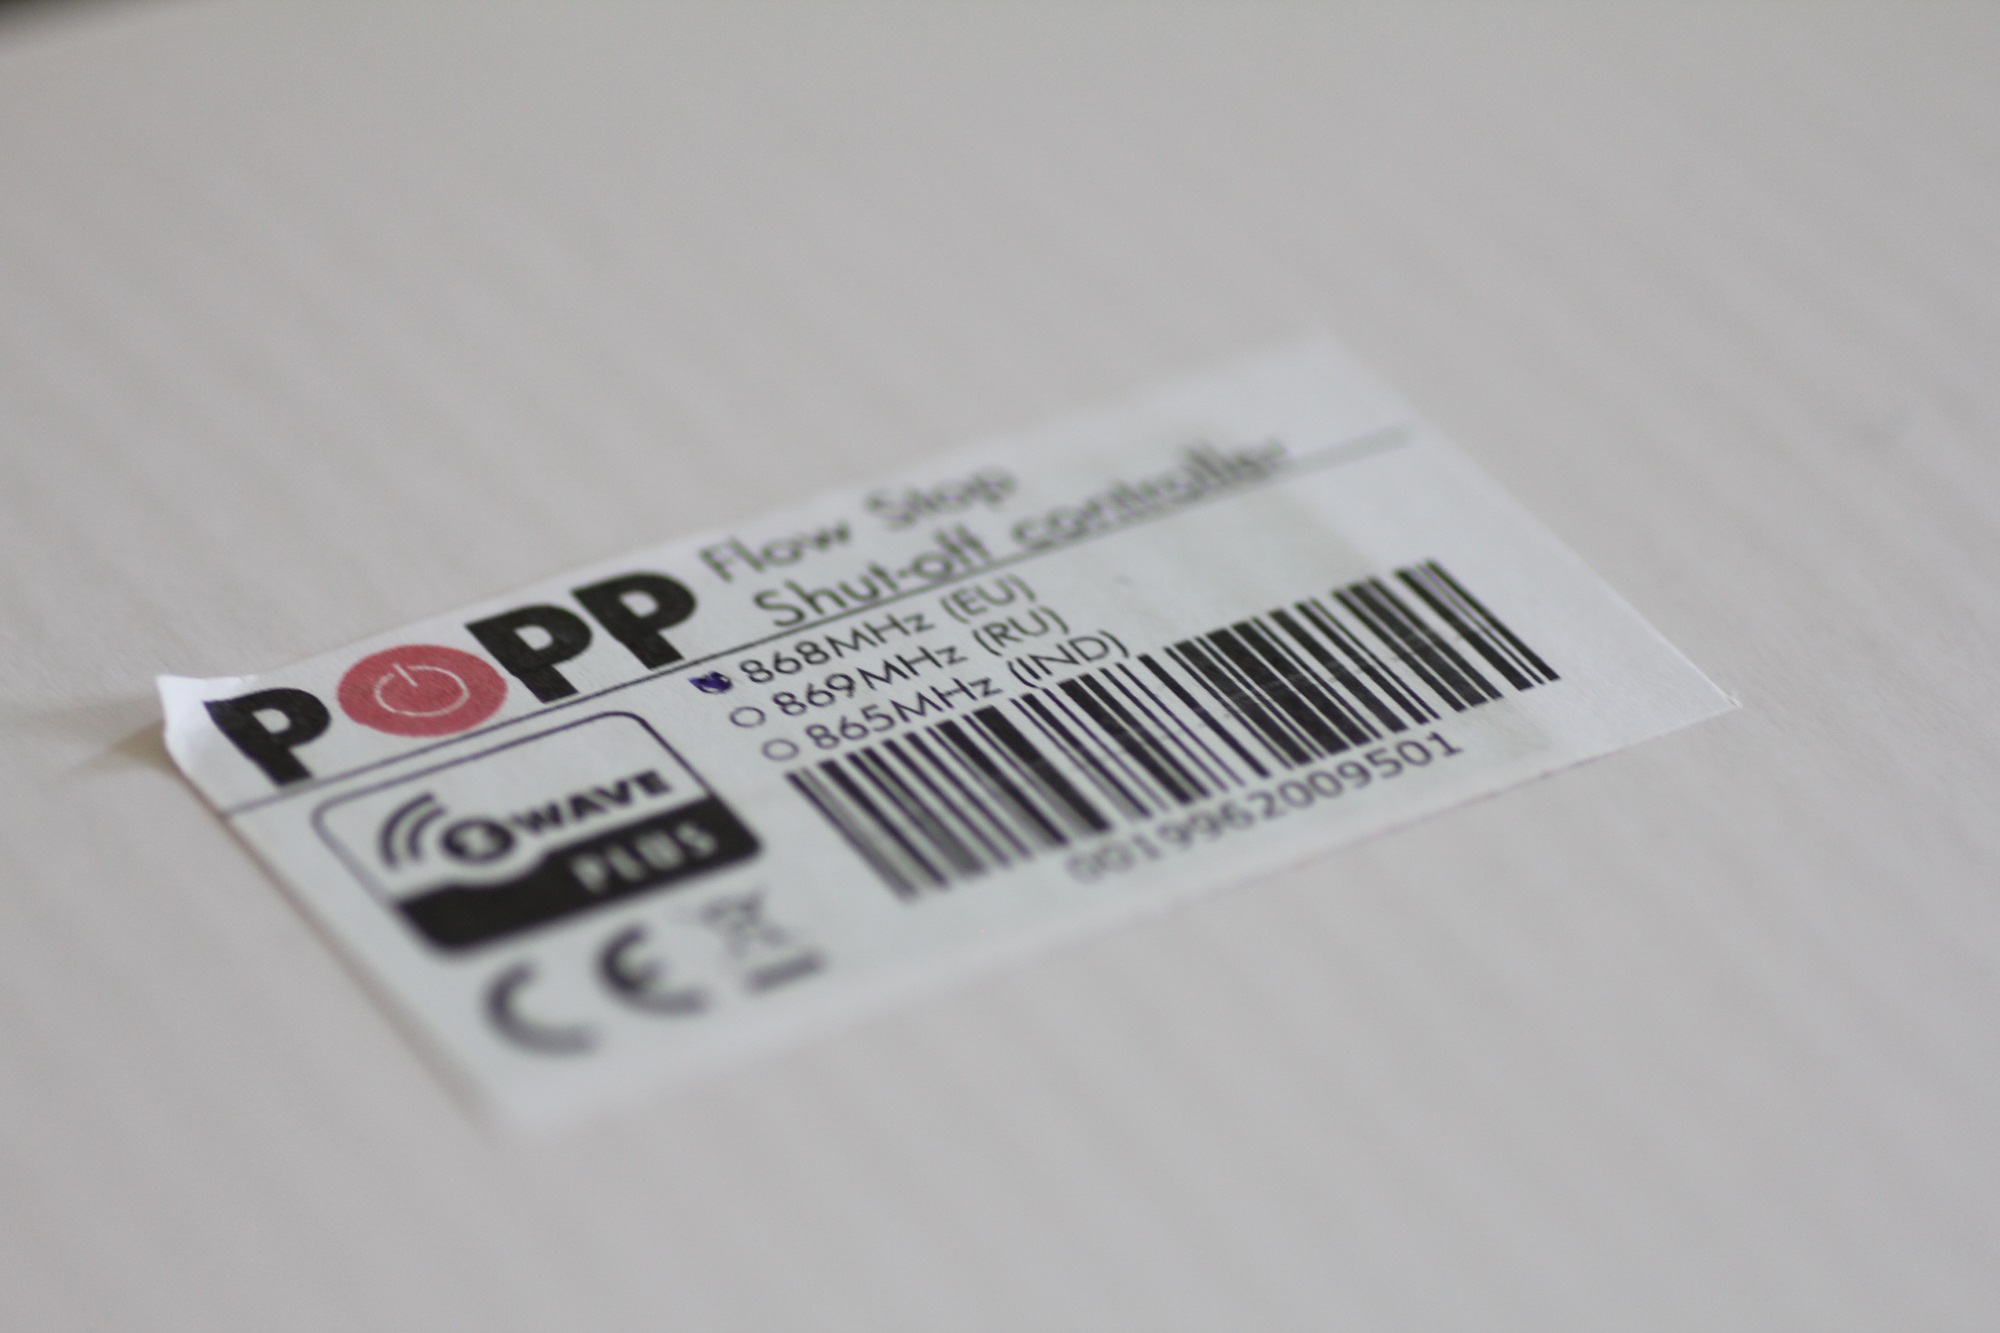 POPP
Flow Stop
Shut-off controller
868MHz (EU)
869MHz (RU)
865MHz (IND)
Z WAVE
PLUS
0019962009501
CE